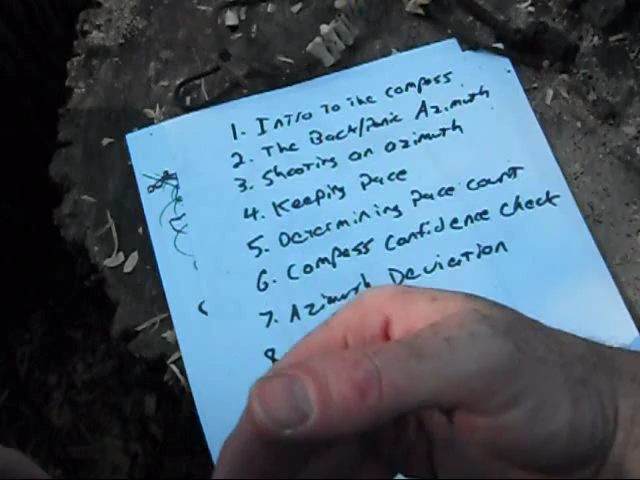 1. Intro To The compass
2. The Back/Panic Azimuth
3. Shooting an azimuth
4. Keeping Pace
5. Determining Pace count
6. Compass Confidence Check
7. Azimuth Deviation
8.